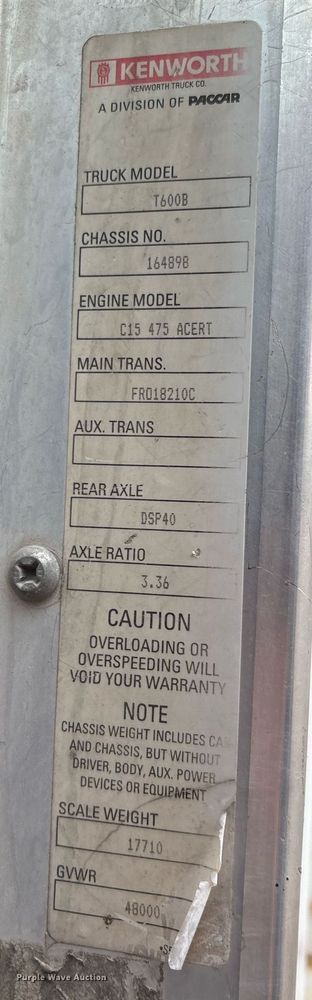 KENWORTH
KENWORTH TRUCK CO.
A DIVISION OF PACCAR
TRUCK MODEL
T600B
CHASSIS NO.
164898
ENGINE MODEL
C15 475 ACERT
MAIN TRANS.
FRO18210C
AUX. TRANS
REAR AXLE
DSP40
AXLE RATIO
3.36
CAUTION
OVERLOADING OR
OVERSPEEDING WILL
VOID YOUR WARRANTY
NOTE
CHASSIS WEIGHT INCLUDES CAB
AND CHASSIS, BUT WITHOUT
DRIVER, BODY, AUX. POWER
DEVICES OR EQUIPMENT
SCALE WEIGHT
17710
GVWR
48000
Purple Wave Auction